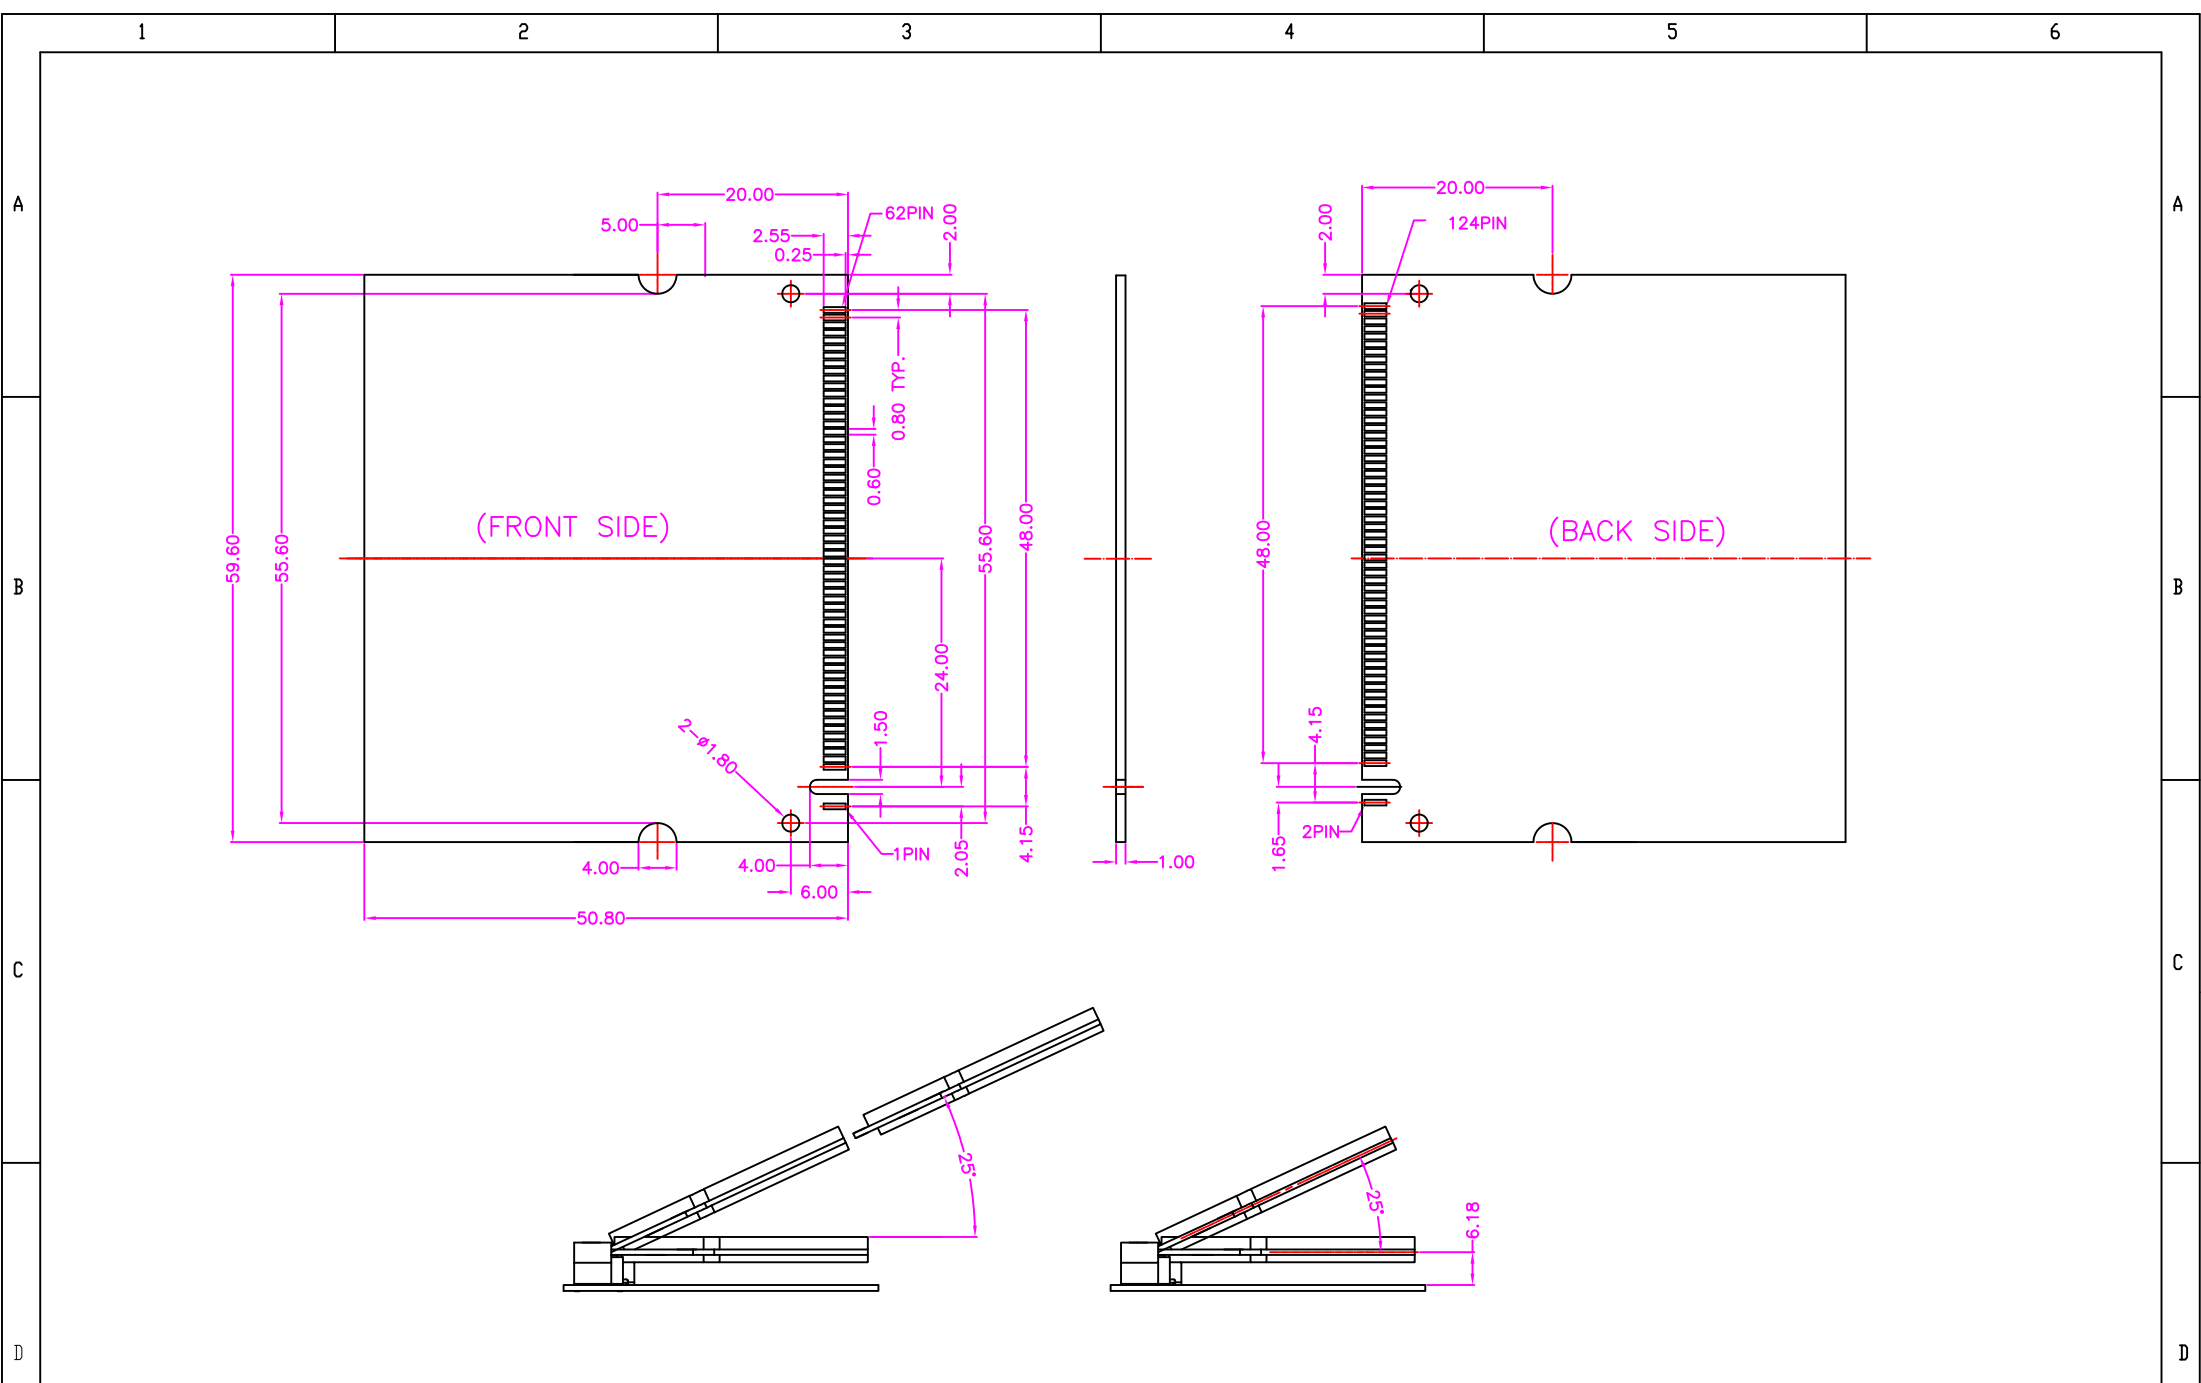 1 2 3 4 5 6
A A
20.00 20.00
62PIN
5.00 2.00 2.00 124PIN
2.55
0.25
0.80 TYP.
0.60
(FRONT SIDE) (BACK SIDE)
59.60 55.60 55.60 48.00 48.00
B B
24.00
1.50 4.15
2-ø1.80
2PIN
1PIN 2.05 4.15 1.00 1.65
4.00 4.00
6.00
50.80
C C
25°
25°
6.18
D D